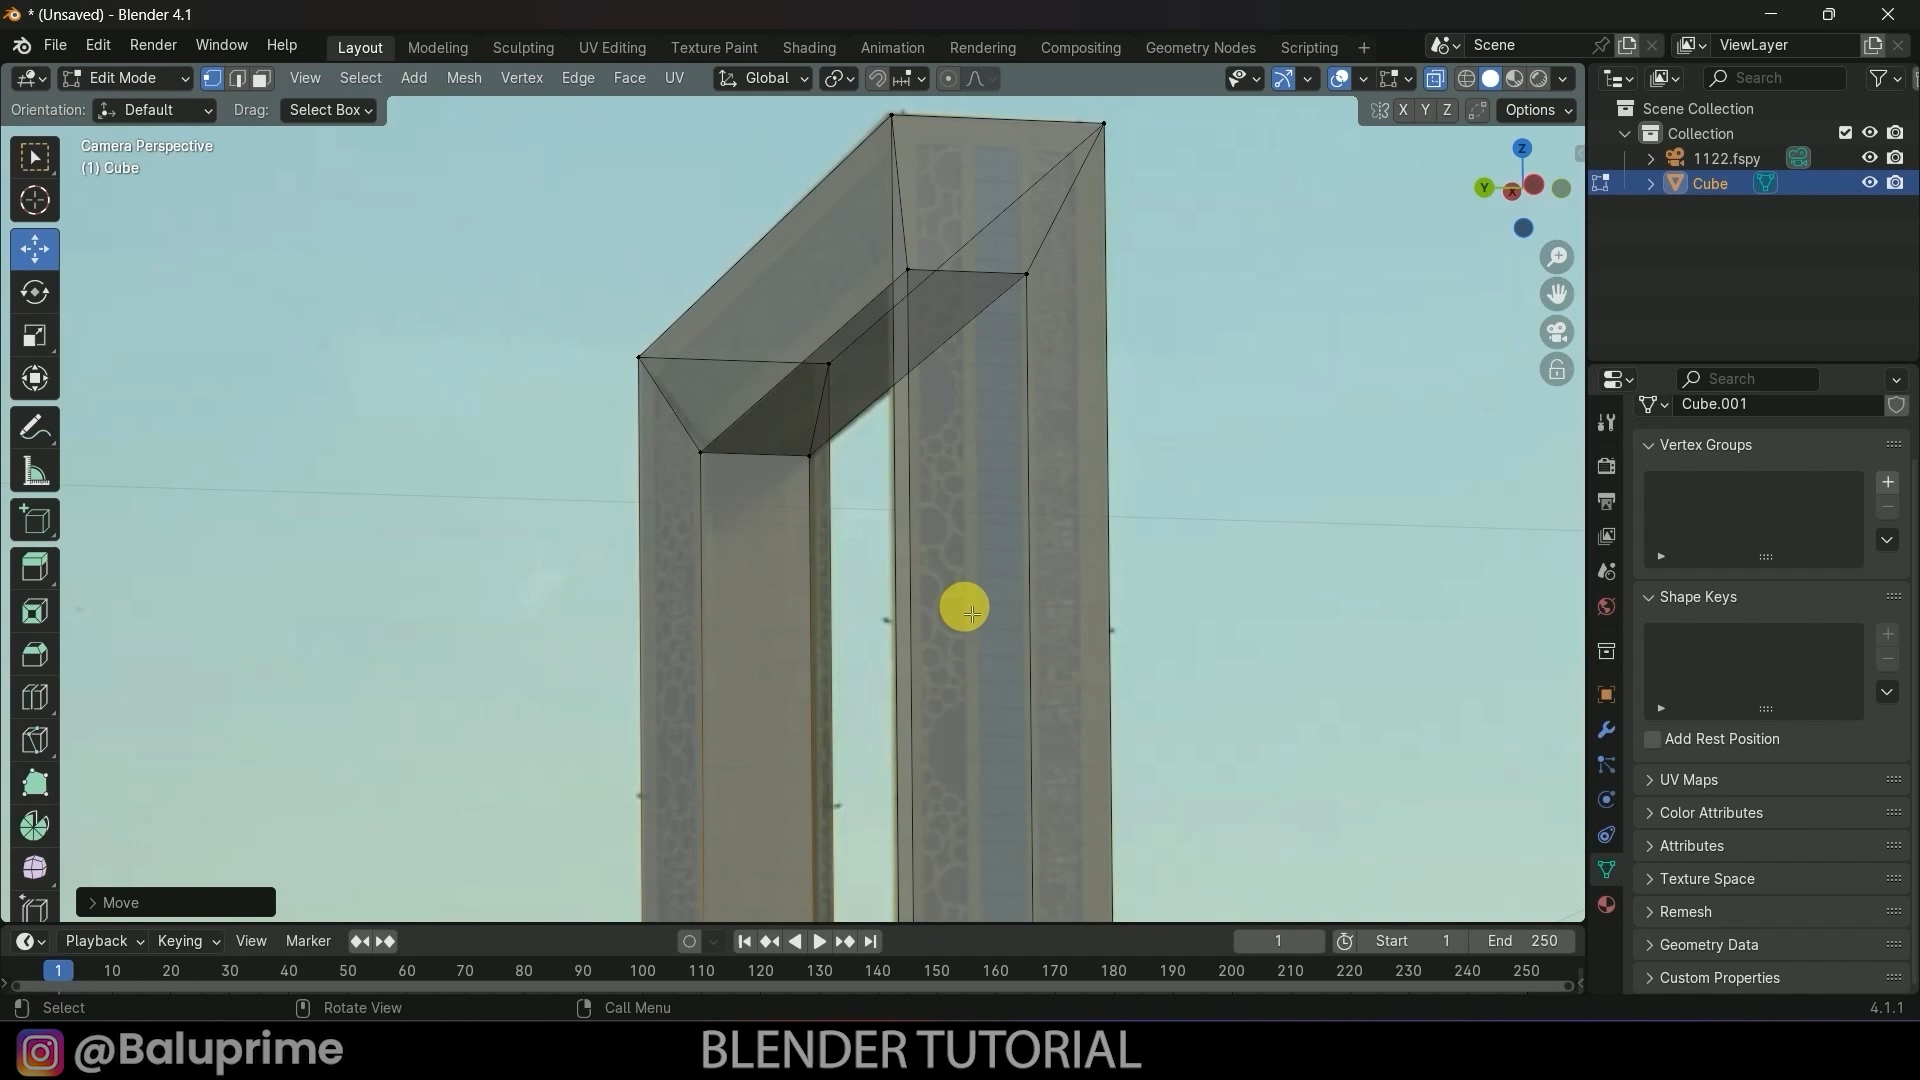 * (Unsaved) - Blender 4.1
File Edit Render Window Help Layout Modeling Sculpting UV Editing Texture Paint Shading Animation Rendering Compositing Geometry Nodes Scripting + Scene ViewLayer
Edit Mode View Select Add Mesh Vertex Edge Face UV Global Search
Orientation: Default Drag: Select Box X Y Z Options
Scene Collection
Collection
1122.fspy
Cube
Camera Perspective
(1) Cube
Z
Y
X
Search
Cube.001
Vertex Groups
Shape Keys
Add Rest Position
UV Maps
Color Attributes
Attributes
Texture Space
Remesh
Geometry Data
Custom Properties
Move
Playback Keying View Marker 1 Start 1 End 250
1 10 20 30 40 50 60 70 80 90 100 110 120 130 140 150 160 170 180 190 200 210 220 230 240 250
Select Rotate View Call Menu 4.1.1
@Baluprime BLENDER TUTORIAL